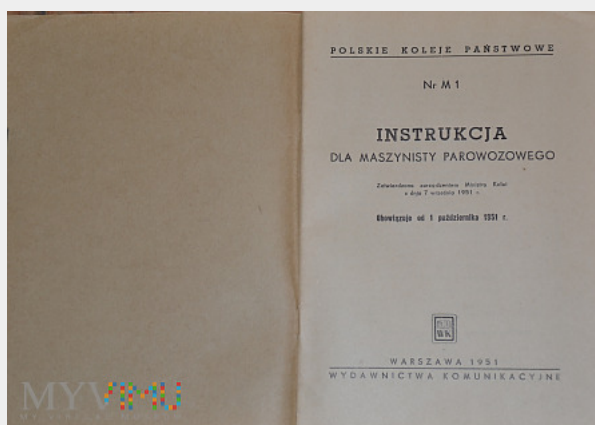 POLSKIE KOLEJE PAŃSTWOWE
Nr M 1
INSTRUKCJA
DLA MASZYNISTY PAROWOZOWEGO
Zatwierdzona zarządzeniem Ministra Kolei
z dnia 7 września 1951 r.
Obowiązuje od 1 października 1951 r.
WARSZAWA 1951
WYDAWNICTWA KOMUNIKACYJNE
MYVIMU